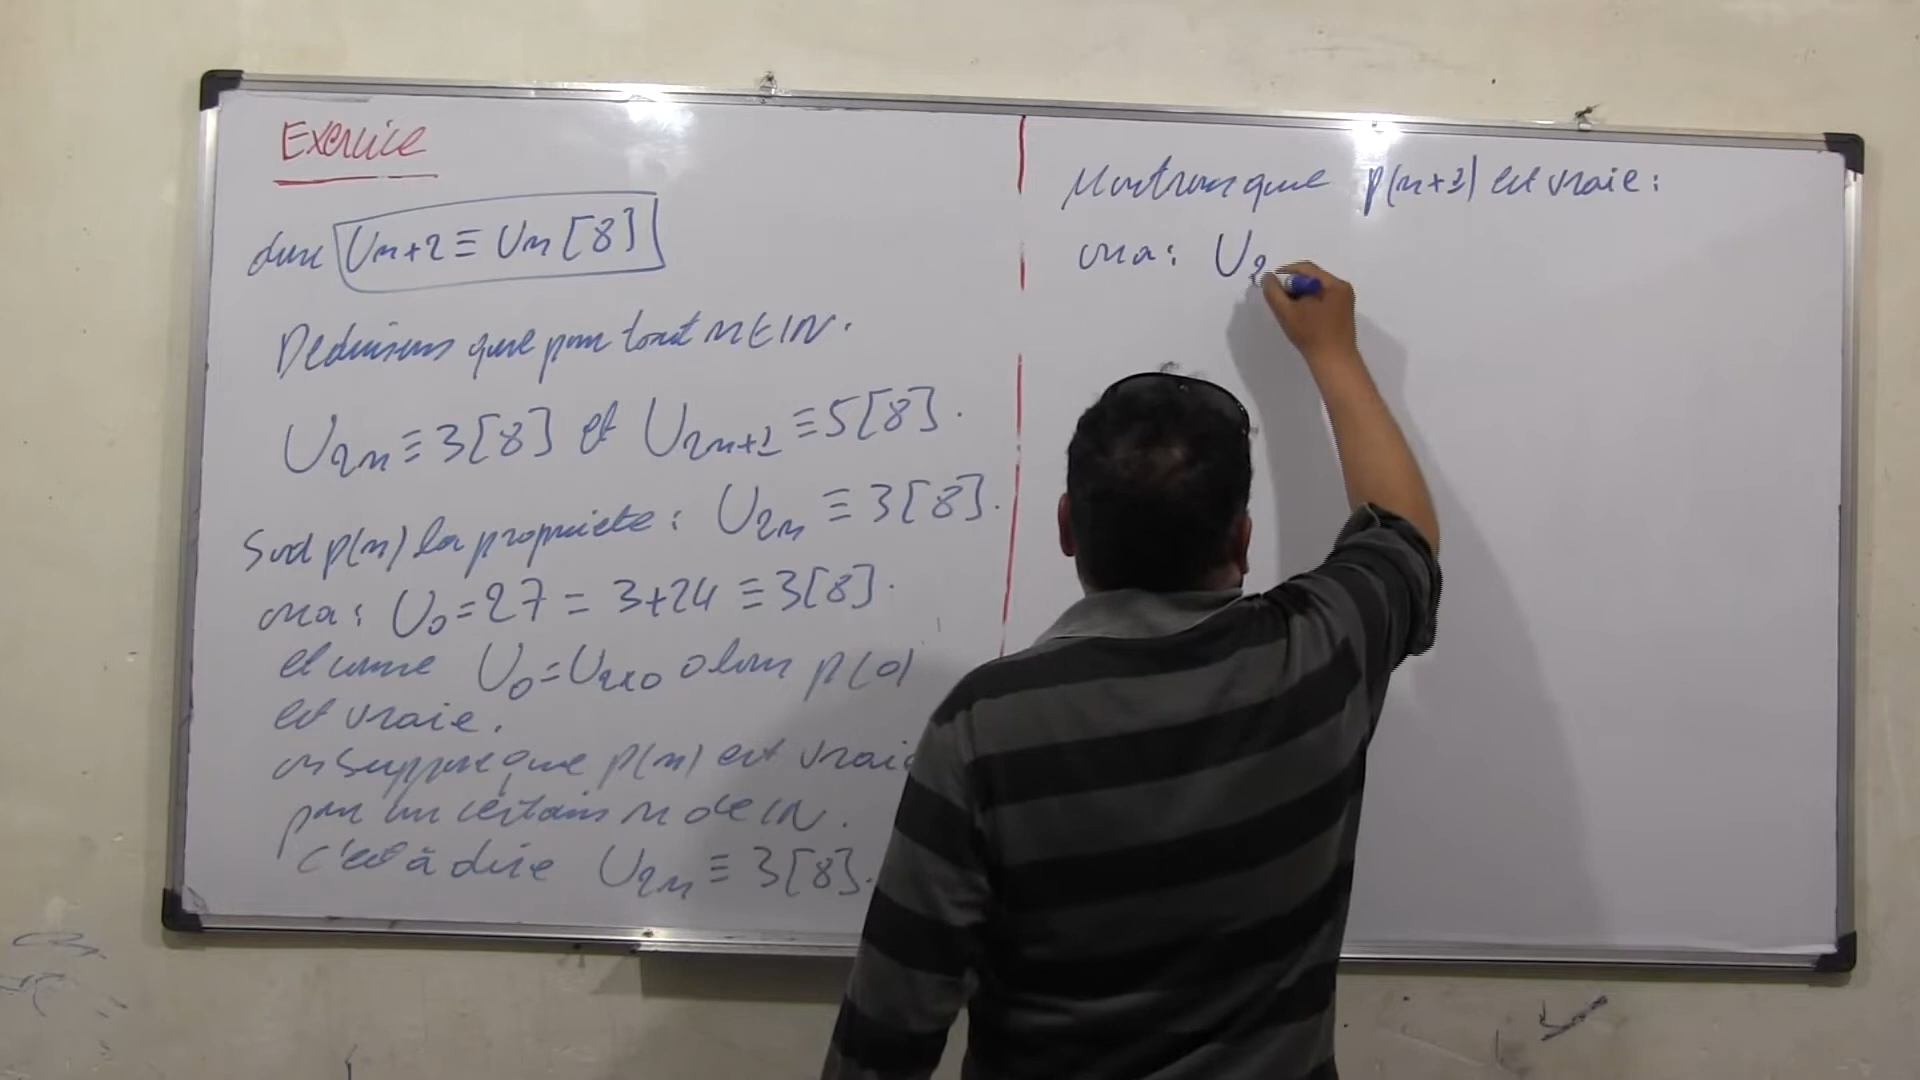 Exercice
donc Un+2 ≡ Un [8]
Deduisons que pour tout n ∈ IN.
U2n ≡ 3[8] et U2n+1 ≡ 5[8].
Soit p(n) la propriete : U2n ≡ 3[8].
on a : U0 = 27 = 3+24 ≡ 3[8].
et comme U0 = U2×0 alors p(0)
est vraie.
on suppose que p(n) est vraie
pour un certains n de IN.
c'est à dire U2n ≡ 3[8].
Montrons que p(n+1) est vraie :
on a : U2